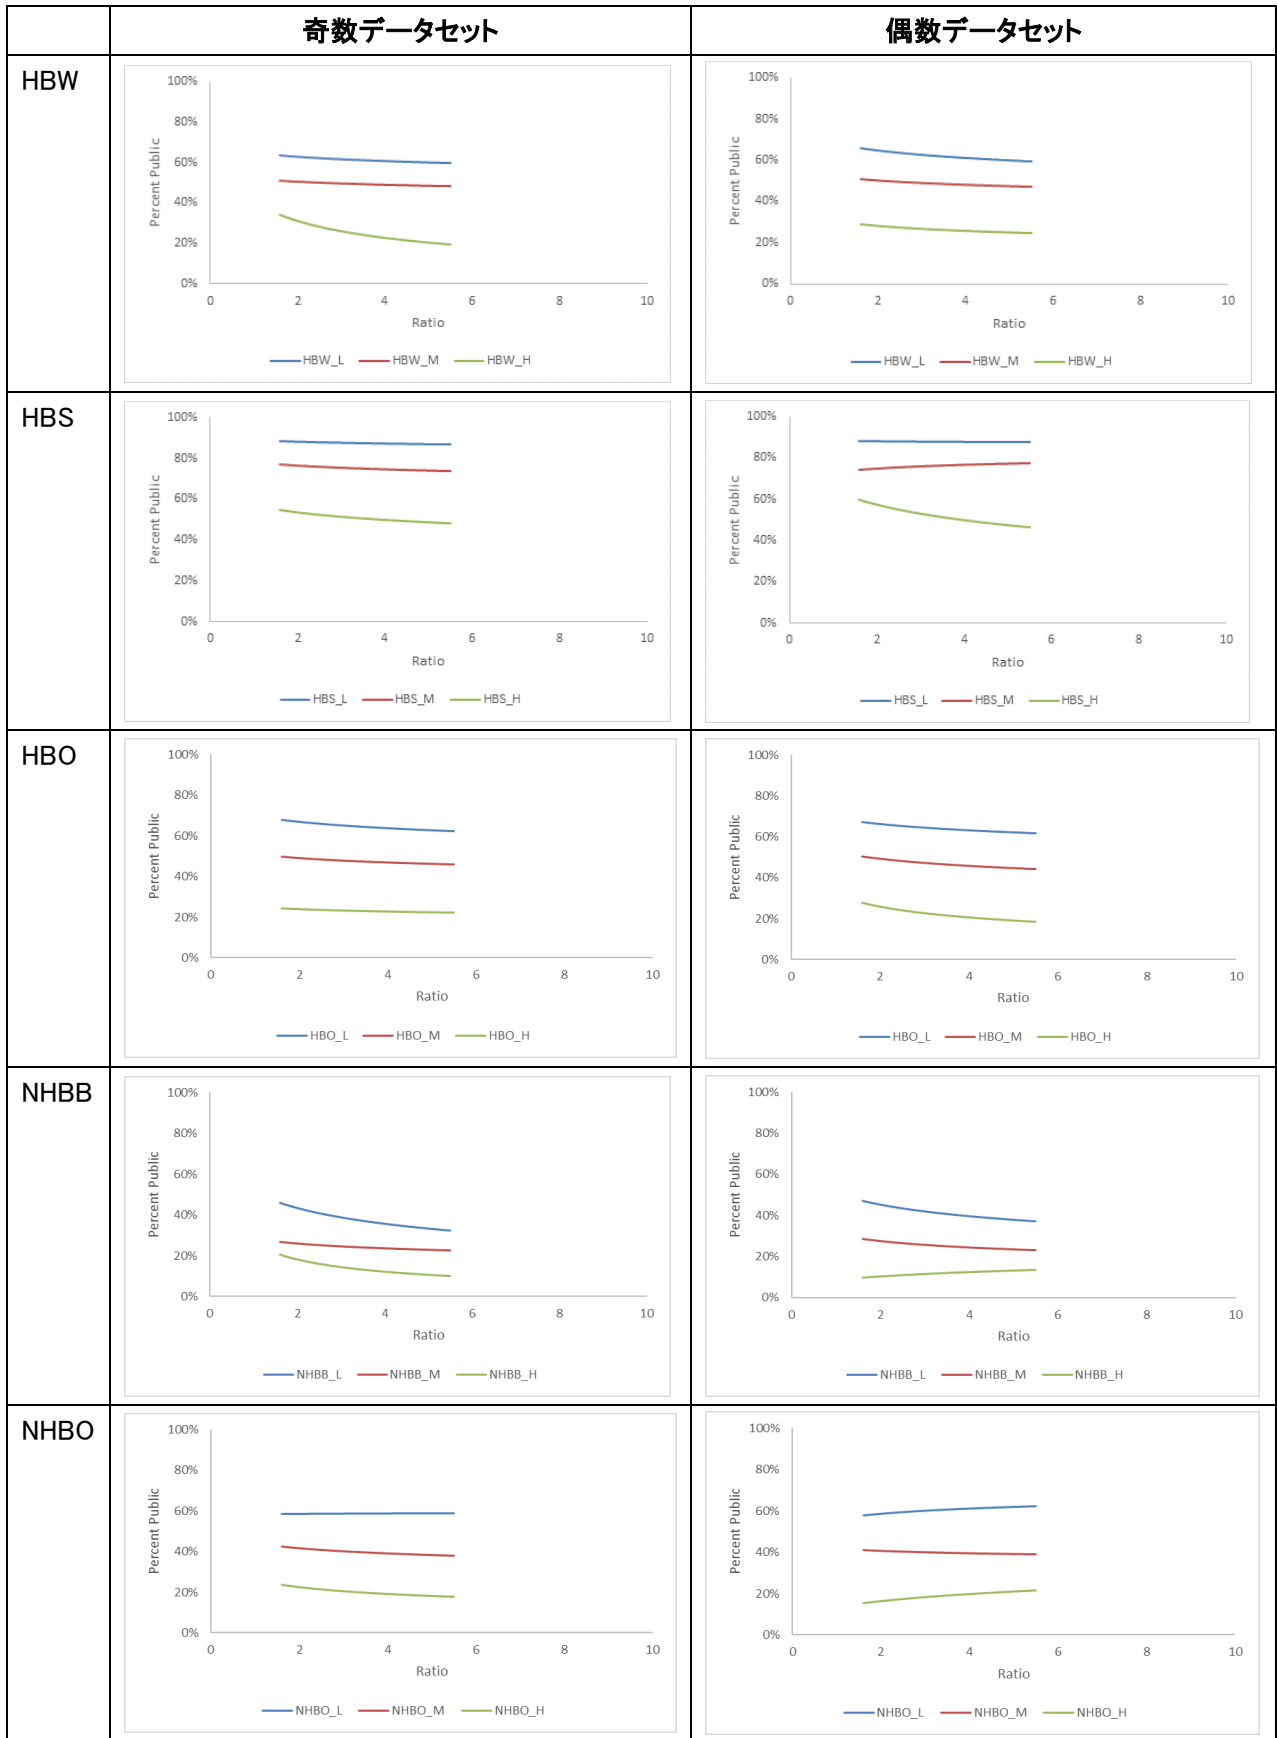 奇数データセット 偶数データセット
HBW
100%
80%
60%
40%
20%
0%
Percent Public
0 2 4 6 8 10
Ratio
HBW_L HBW_M HBW_H
100%
80%
60%
40%
20%
0%
Percent Public
0 2 4 6 8 10
Ratio
HBW_L HBW_M HBW_H
HBS
100%
80%
60%
40%
20%
0%
Percent Public
0 2 4 6 8 10
Ratio
HBS_L HBS_M HBS_H
100%
80%
60%
40%
20%
0%
Percent Public
0 2 4 6 8 10
Ratio
HBS_L HBS_M HBS_H
HBO
100%
80%
60%
40%
20%
0%
Percent Public
0 2 4 6 8 10
Ratio
HBO_L HBO_M HBO_H
100%
80%
60%
40%
20%
0%
Percent Public
0 2 4 6 8 10
Ratio
HBO_L HBO_M HBO_H
NHBB
100%
80%
60%
40%
20%
0%
Percent Public
0 2 4 6 8 10
Ratio
NHBB_L NHBB_M NHBB_H
100%
80%
60%
40%
20%
0%
Percent Public
0 2 4 6 8 10
Ratio
NHBB_L NHBB_M NHBB_H
NHBO
100%
80%
60%
40%
20%
0%
Percent Public
0 2 4 6 8 10
Ratio
NHBO_L NHBO_M NHBO_H
100%
80%
60%
40%
20%
0%
Percent Public
0 2 4 6 8 10
Ratio
NHBO_L NHBO_M NHBO_H